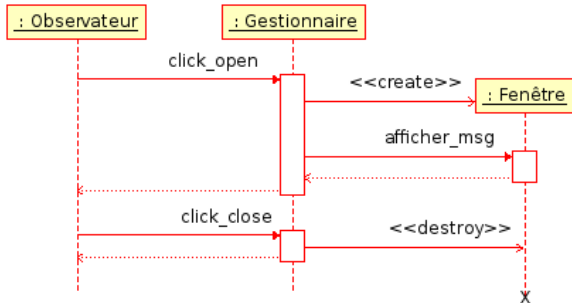 : Observateur
: Gestionnaire
click_open
<<create>>
: Fenêtre
afficher_msg
click_close
<<destroy>>
X